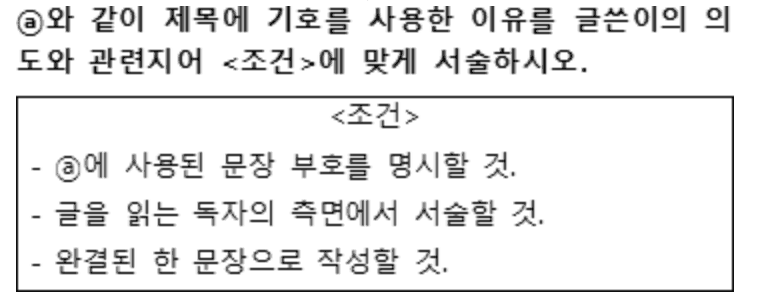 ⓐ와 같이 제목에 기호를 사용한 이유를 글쓴이의 의
도와 관련지어 <조건>에 맞게 서술하시오.
<조건>
- ⓐ에 사용된 문장 부호를 명시할 것.
- 글을 읽는 독자의 측면에서 서술할 것.
- 완결된 한 문장으로 작성할 것.